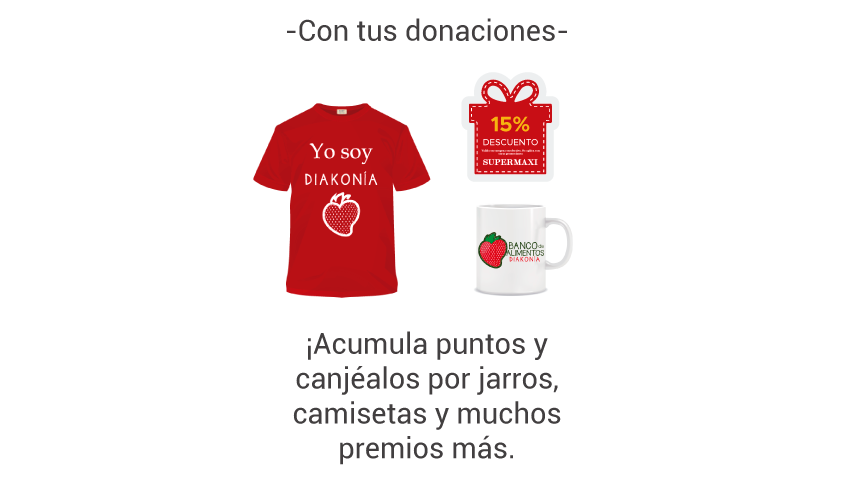 -Con tus donaciones-
Yo soy
DIAKONÍA
15%
DESCUENTO
SUPERMAXI
BANCO de
ALIMENTOS
DIAKONÍA
¡Acumula puntos y
canjéalos por jarros,
camisetas y muchos
premios más.